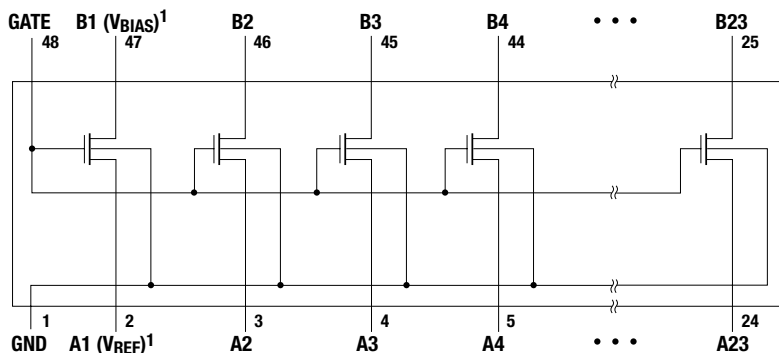 GATE B1 (VBIAS)1 B2 B3 B4 • • • B23
48 47 46 45 44 25
1 2 3 4 5 24
GND A1 (VREF)1 A2 A3 A4 • • • A23